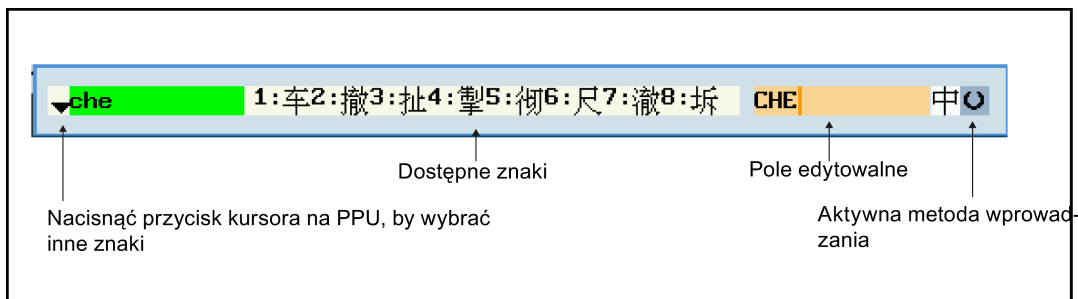 che 1:车2:撤3:扯4:掣5:彻6:尺7:澈8:坼 CHE 中
Dostępne znaki
Pole edytowalne
Nacisnąć przycisk kursora na PPU, by wybrać
inne znaki
Aktywna metoda wprowad-
zania